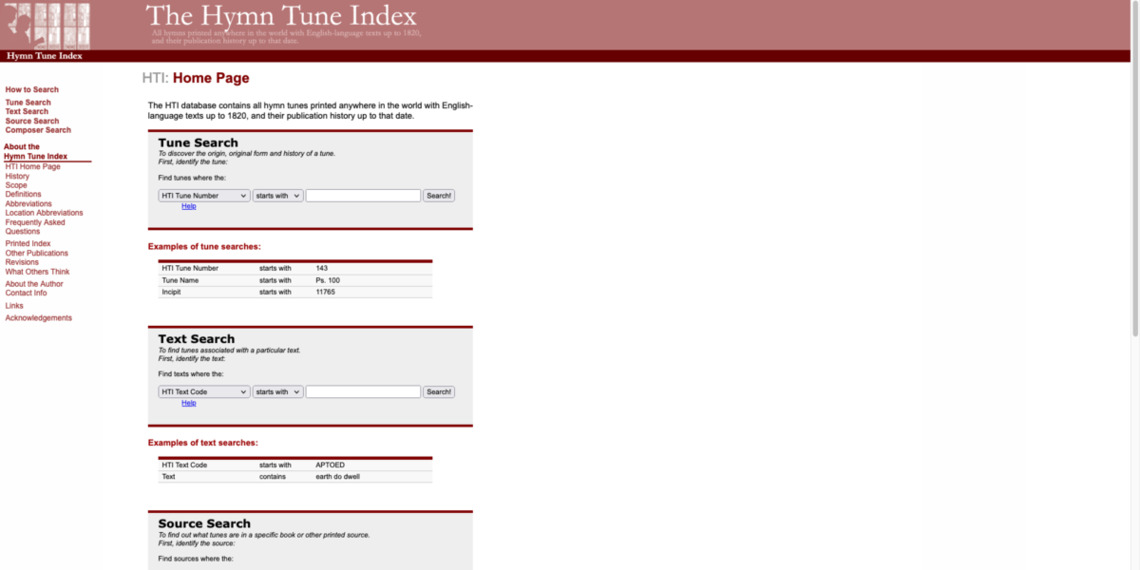 The Hymn Tune Index
All hymns printed anywhere in the world with English-language texts up to 1820,
and their publication history up to that date.
Hymn Tune Index
How to Search
Tune Search
Text Search
Source Search
Composer Search
About the
Hymn Tune Index
HTI Home Page
History
Scope
Definitions
Abbreviations
Location Abbreviations
Frequently Asked
Questions
Printed Index
Other Publications
Revisions
What Others Think
About the Author
Contact Info
Links
Acknowledgements
HTI: Home Page
The HTI database contains all hymn tunes printed anywhere in the world with English-
language texts up to 1820, and their publication history up to that date.
Tune Search
To discover the origin, original form and history of a tune.
First, identify the tune:
Find tunes where the:
HTI Tune Number starts with Search!
Help
Examples of tune searches:
HTI Tune Number starts with 143
Tune Name starts with Ps. 100
Incipit starts with 11765
Text Search
To find tunes associated with a particular text.
First, identify the text:
Find texts where the:
HTI Text Code starts with Search!
Help
Examples of text searches:
HTI Text Code starts with APTOED
Text contains earth do dwell
Source Search
To find out what tunes are in a specific book or other printed source.
First, identify the source:
Find sources where the: